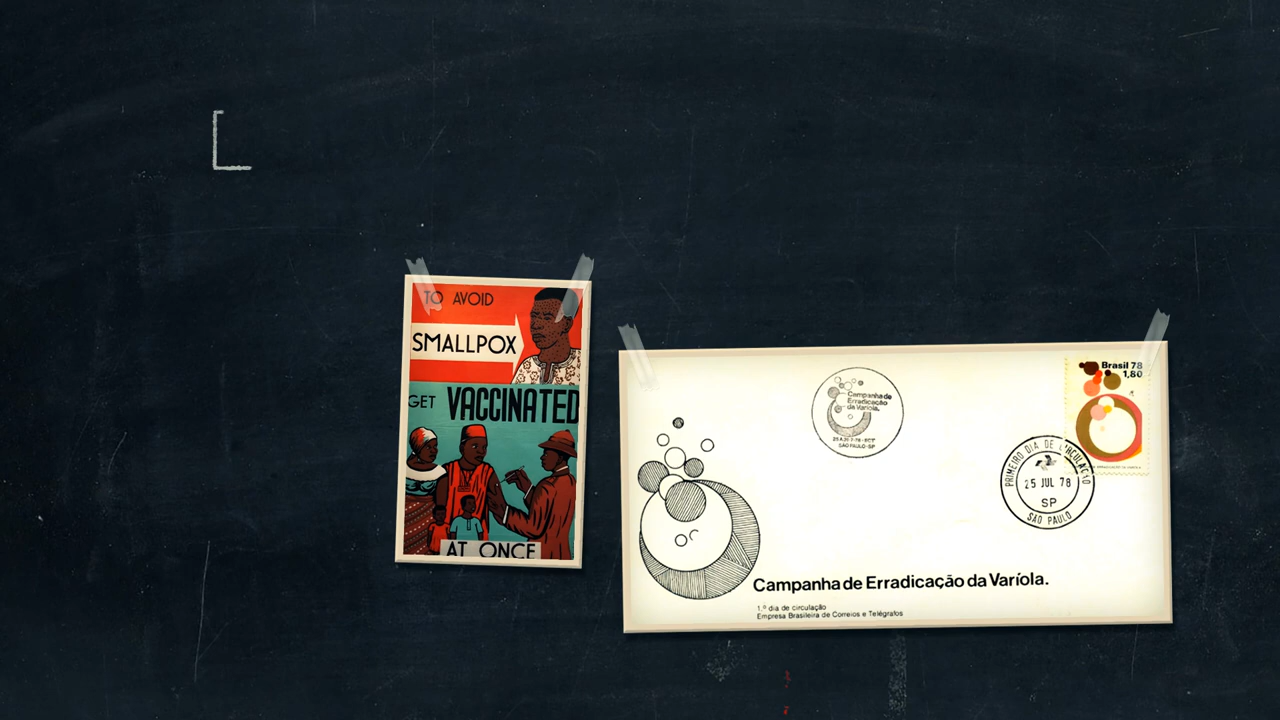 TO AVOID
SMALLPOX
GET VACCINATED
AT ONCE
Campanha de
Erradicação
da Varíola.
SÃO PAULO-SP
Brasil 78
1,80
PRIMEIRO DIA DE CIRCULAÇÃO
25 JUL 78
SP
SÃO PAULO
Campanha de Erradicação da Varíola.
1.º dia de circulação
Empresa Brasileira de Correios e Telégrafos